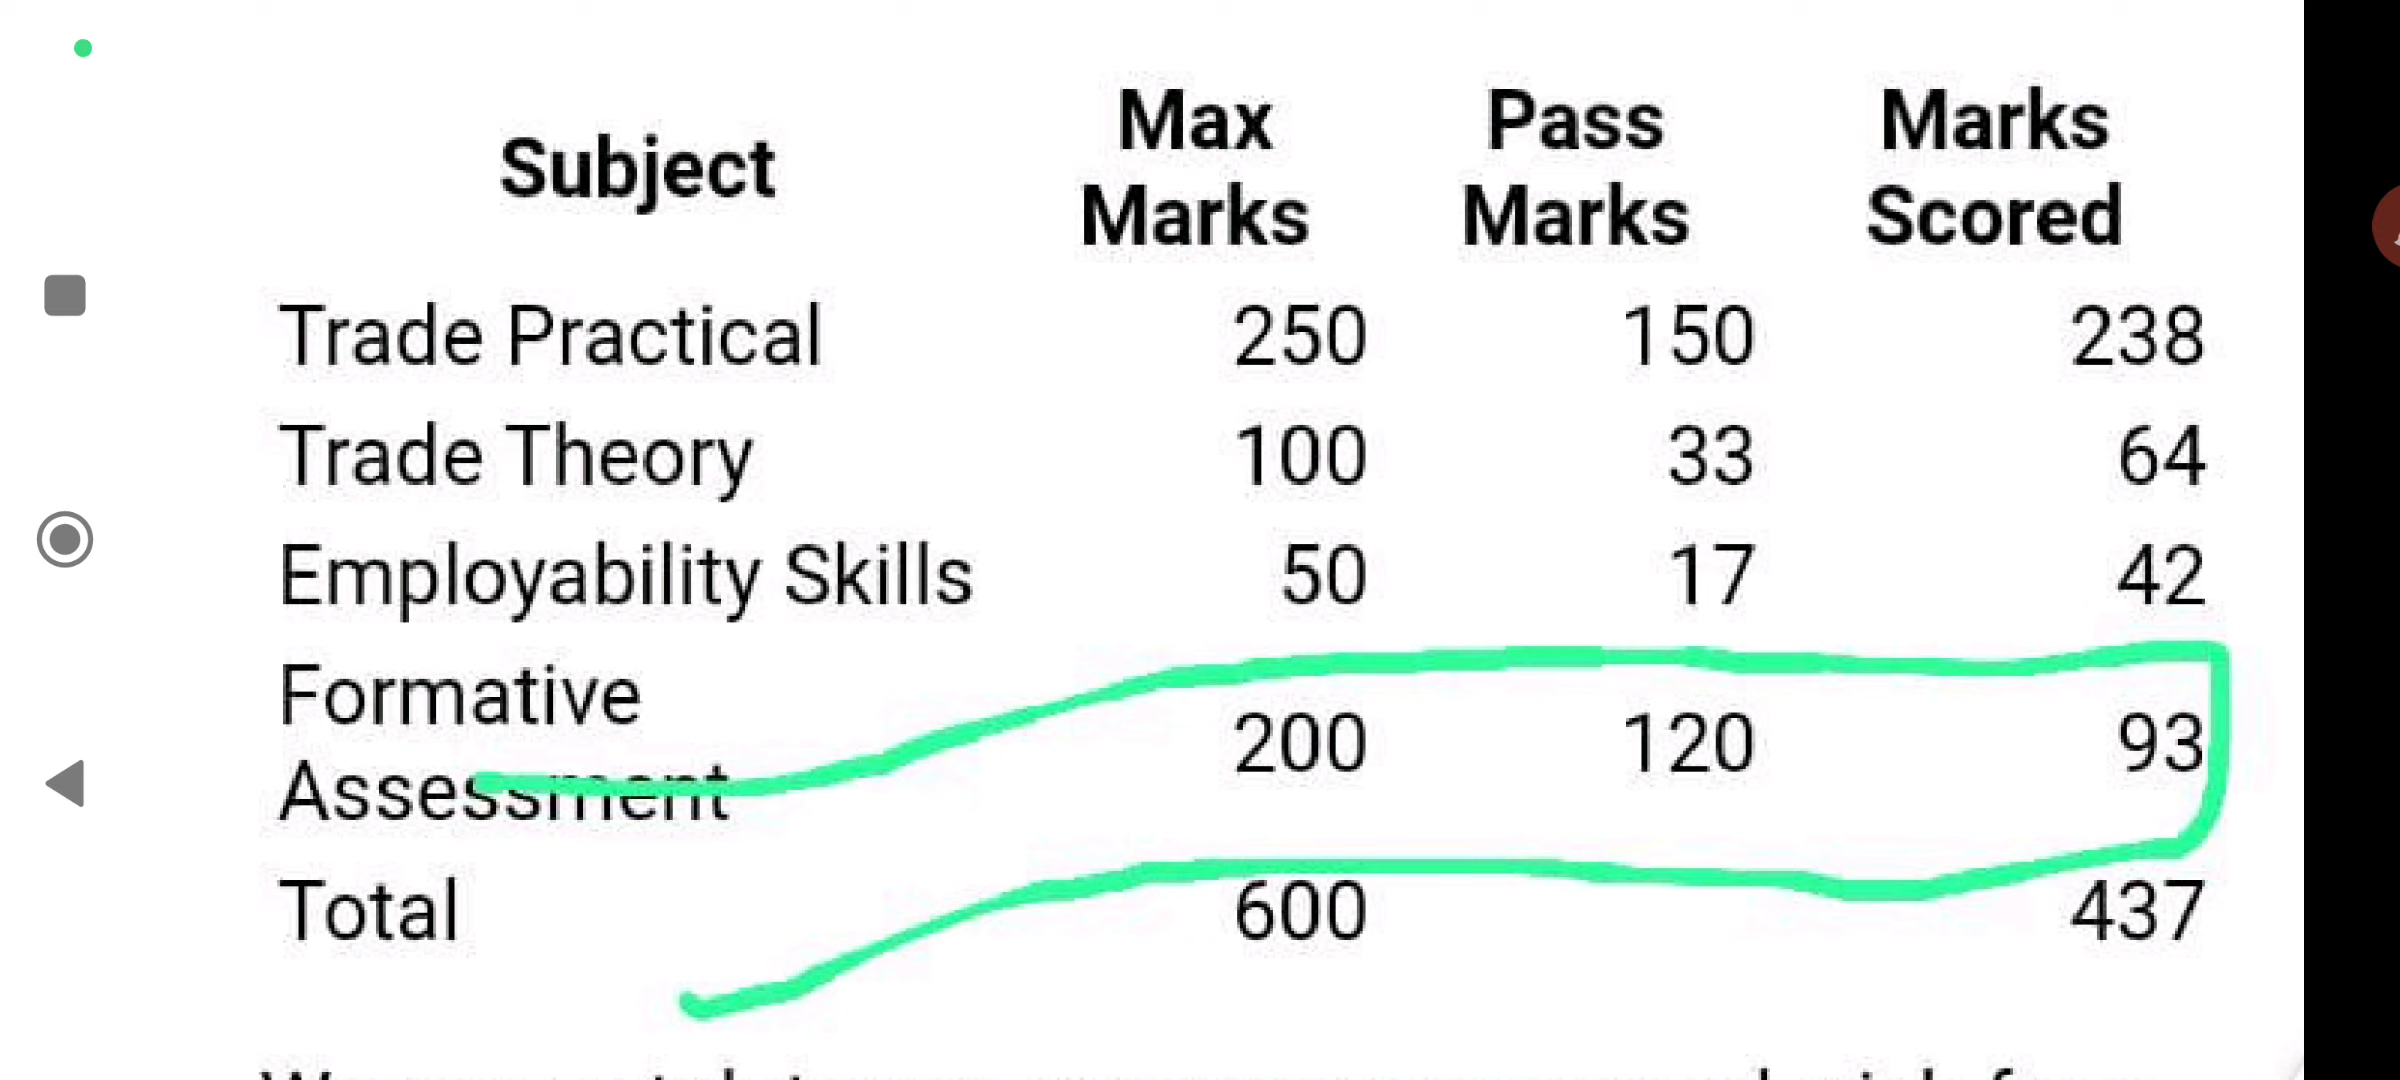 Subject Max Marks Pass Marks Marks Scored
Trade Practical 250 150 238
Trade Theory 100 33 64
Employability Skills 50 17 42
Formative Assessment 200 120 93
Total 600 437